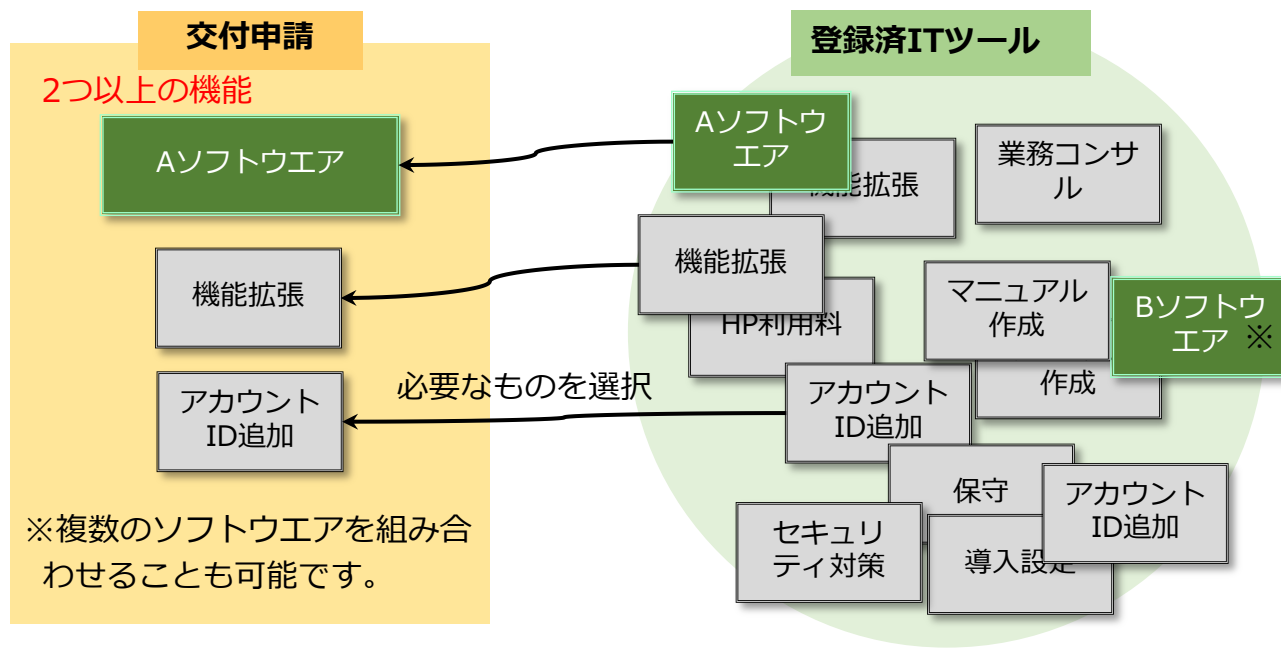 交付申請
2つ以上の機能
Aソフトウエア
機能拡張
アカウント
ID追加
※複数のソフトウエアを組み合
わせることも可能です。
必要なものを選択
登録済ITツール
Aソフトウ
エア
機能拡張
業務コンサ
ル
機能拡張
HP利用料
マニュアル
作成
Bソフトウ
エア ※
作成
アカウント
ID追加
保守
アカウント
ID追加
セキュリ
ティ対策
導入設定